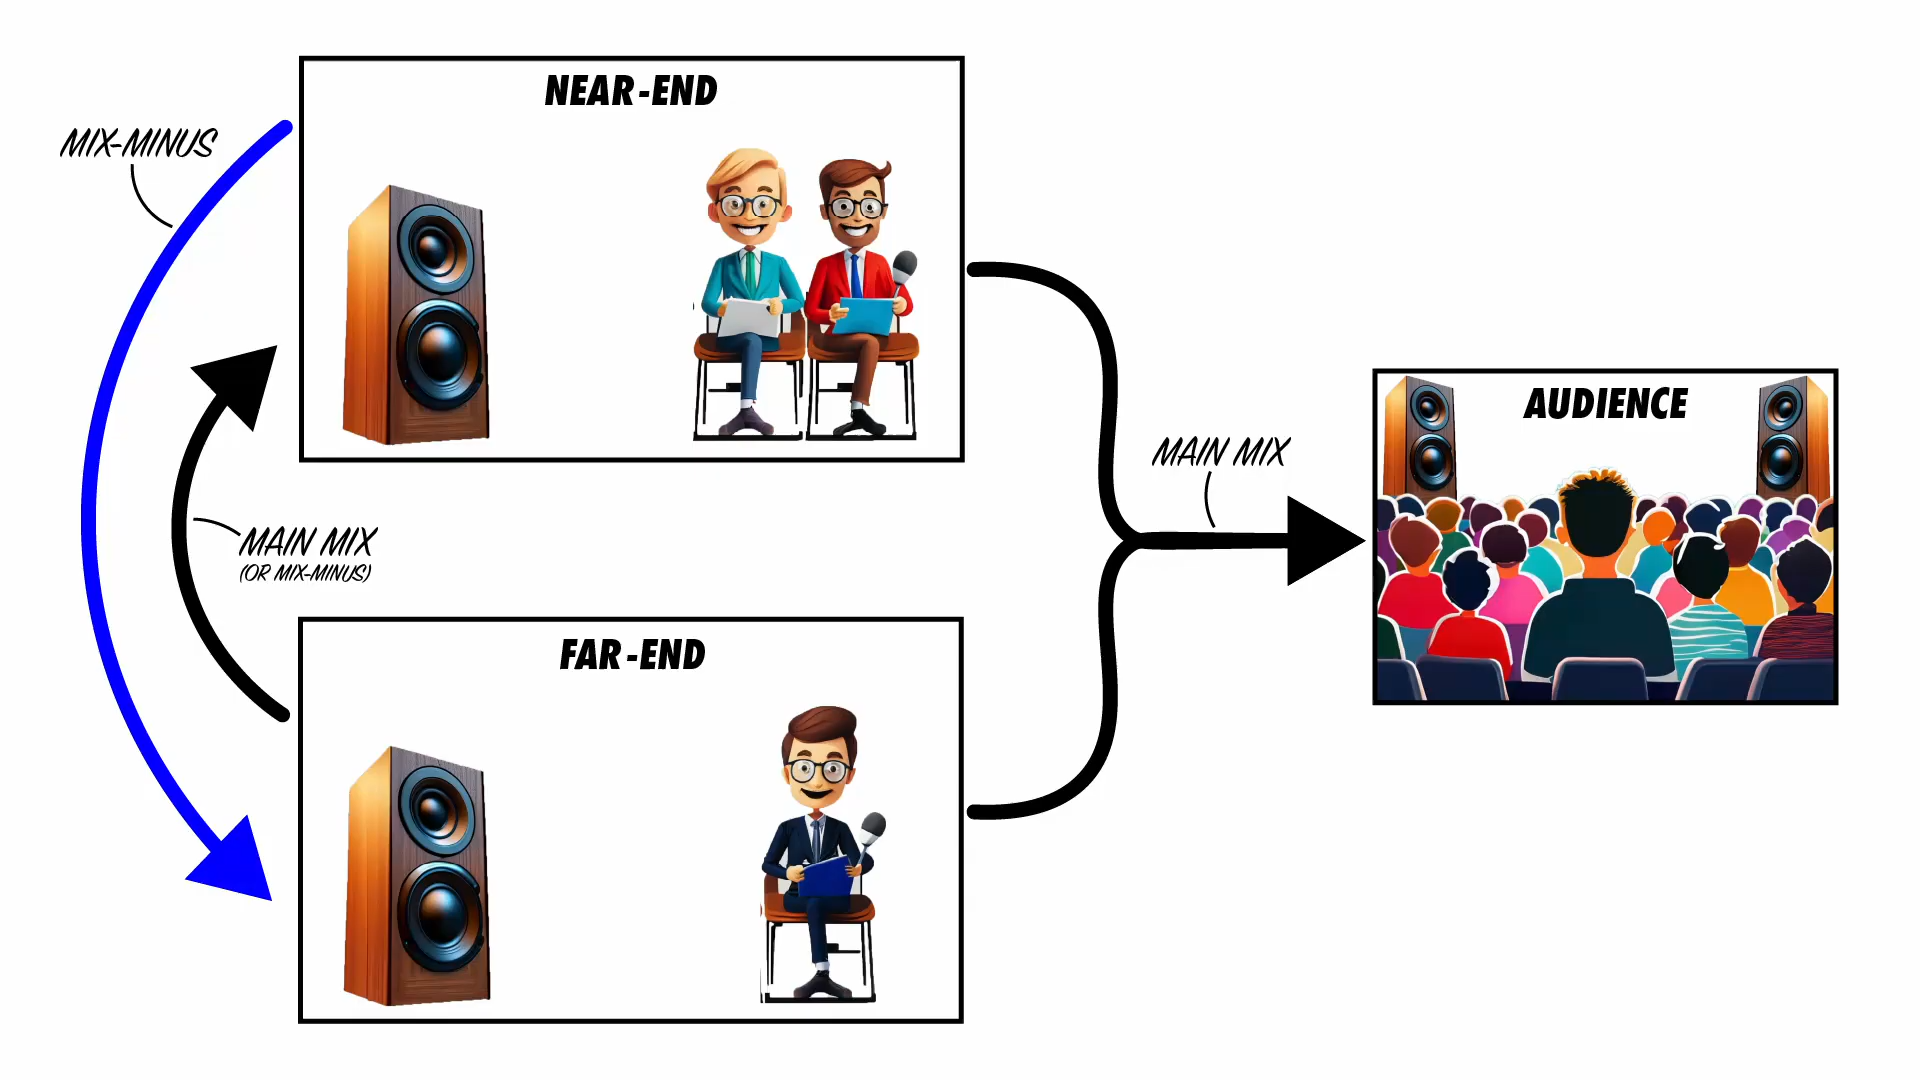 NEAR-END
MIX-MINUS
MAIN MIX
(OR MIX-MINUS)
FAR-END
MAIN MIX
AUDIENCE